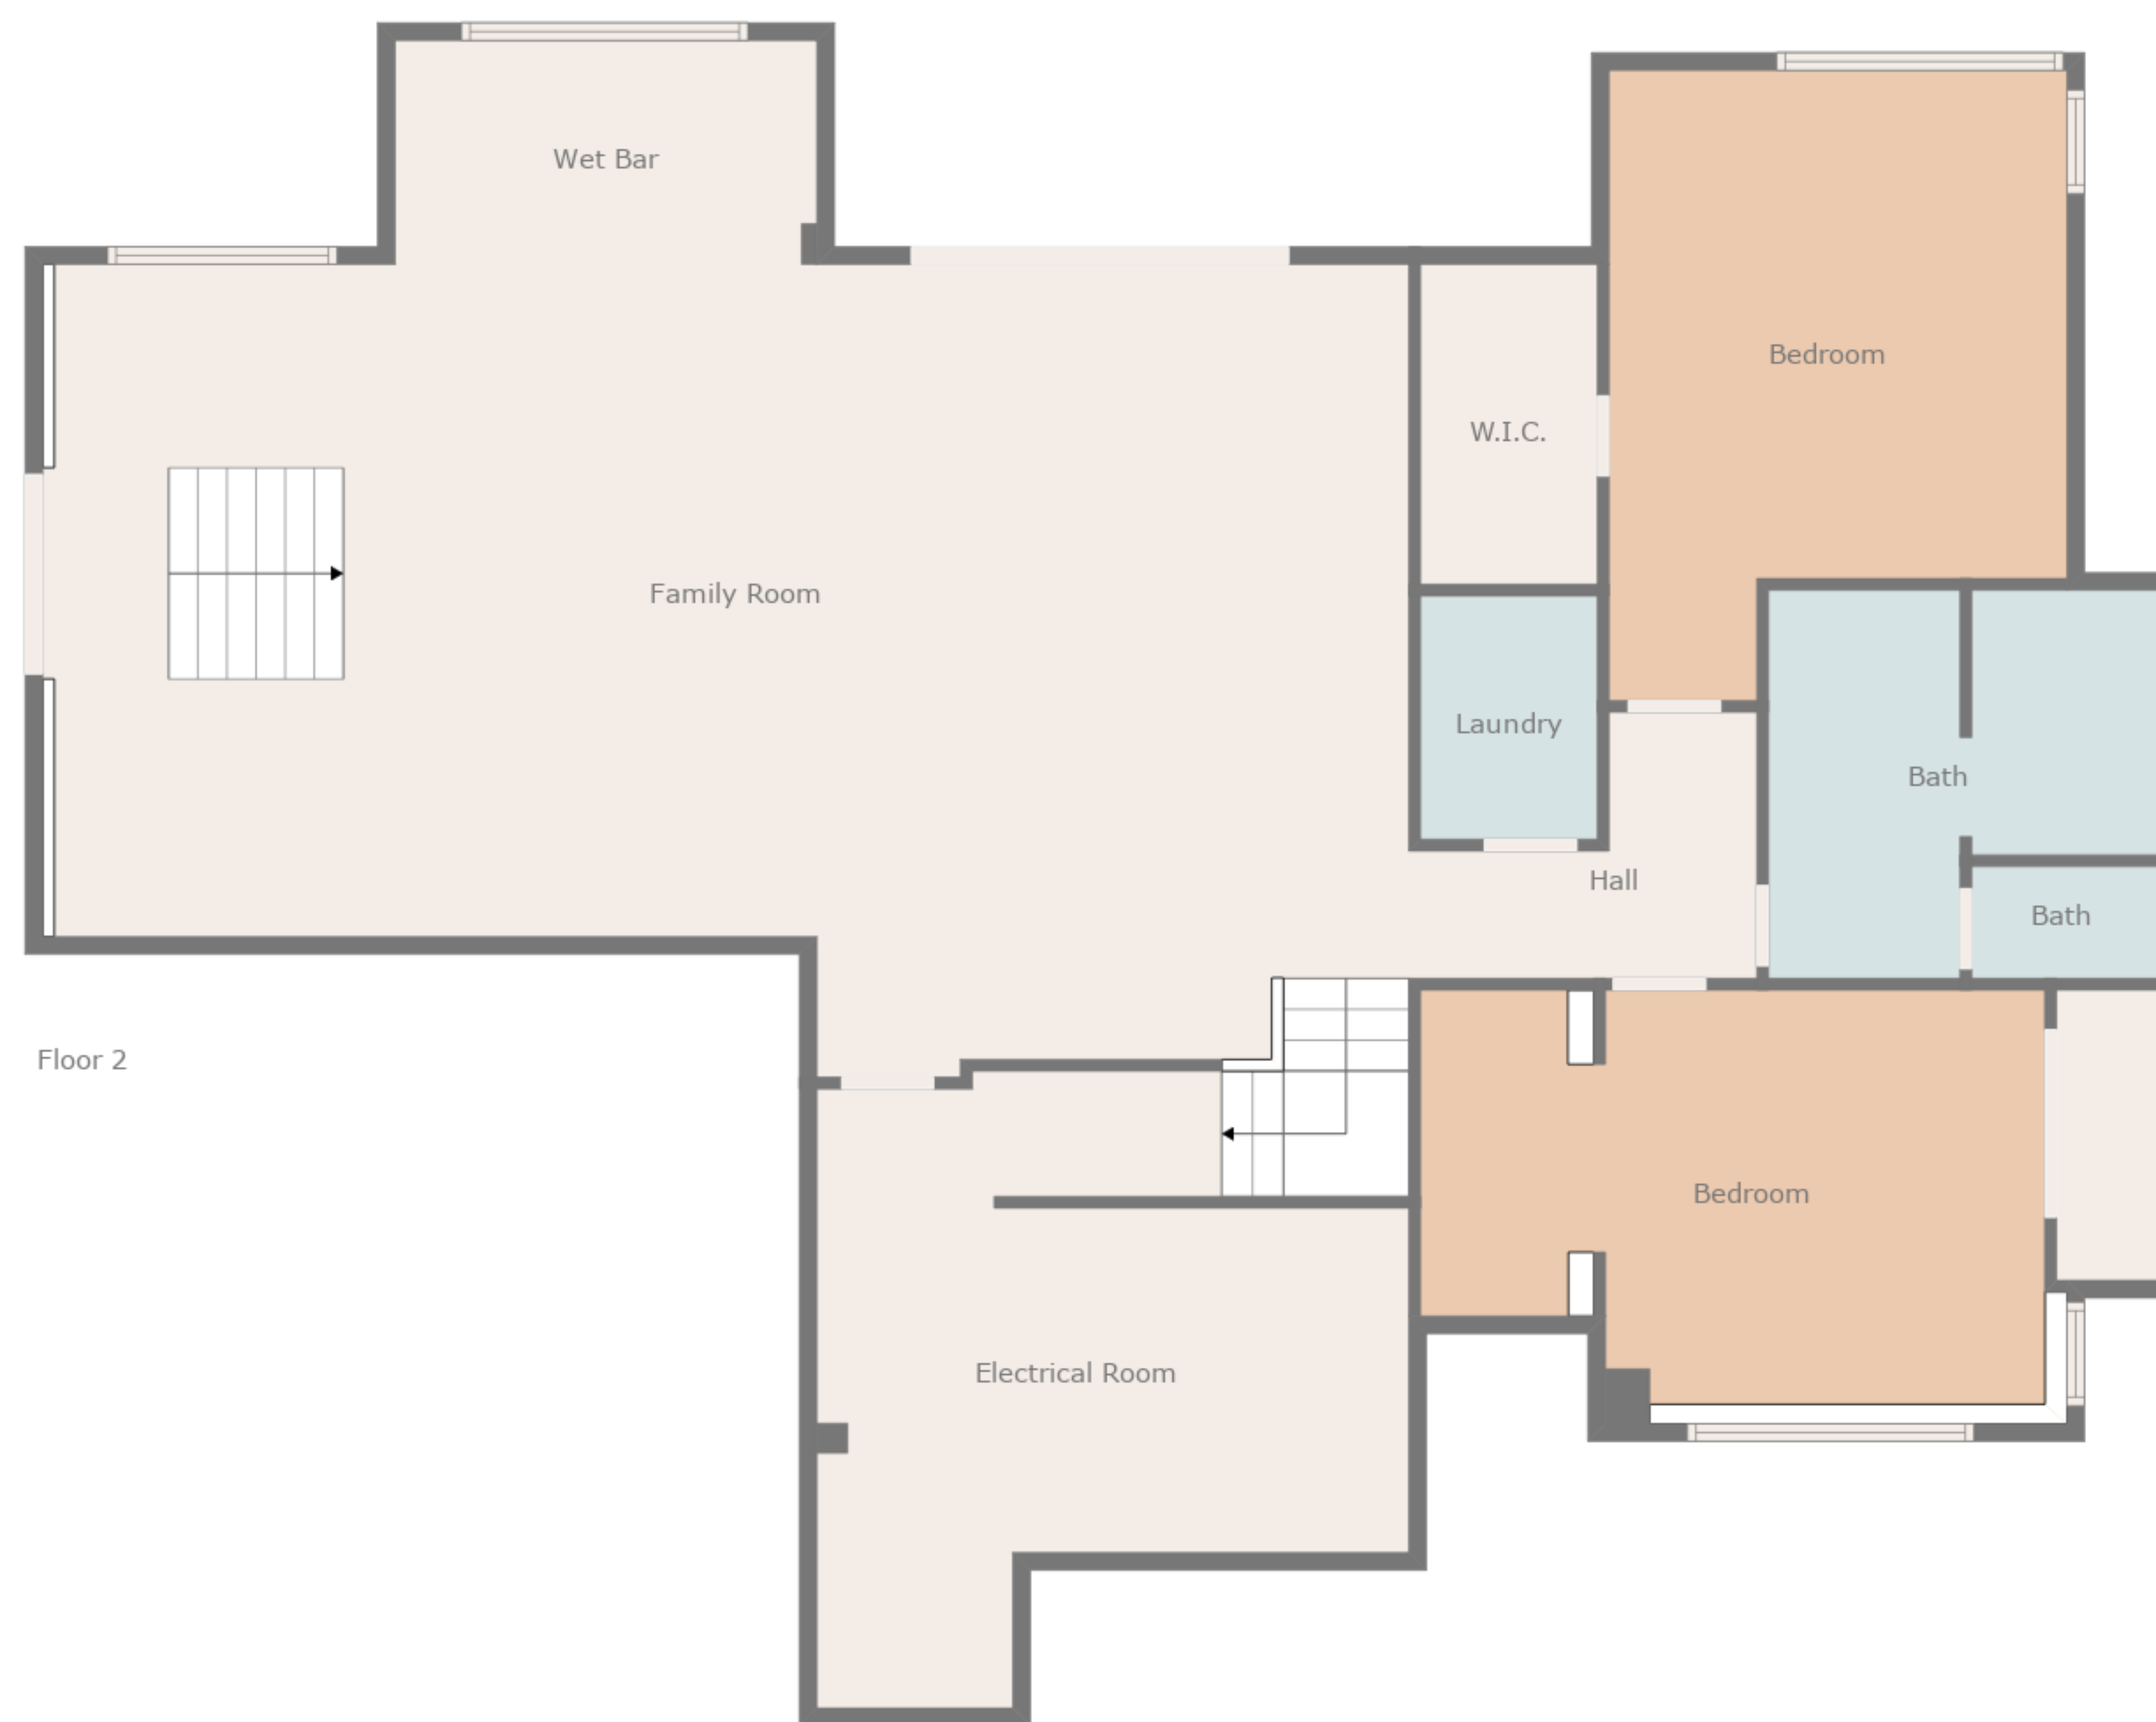 Wet Bar
Bedroom
W.I.C.
Family Room
Laundry
Bath
Hall
Bath
Floor 2
Bedroom
Electrical Room